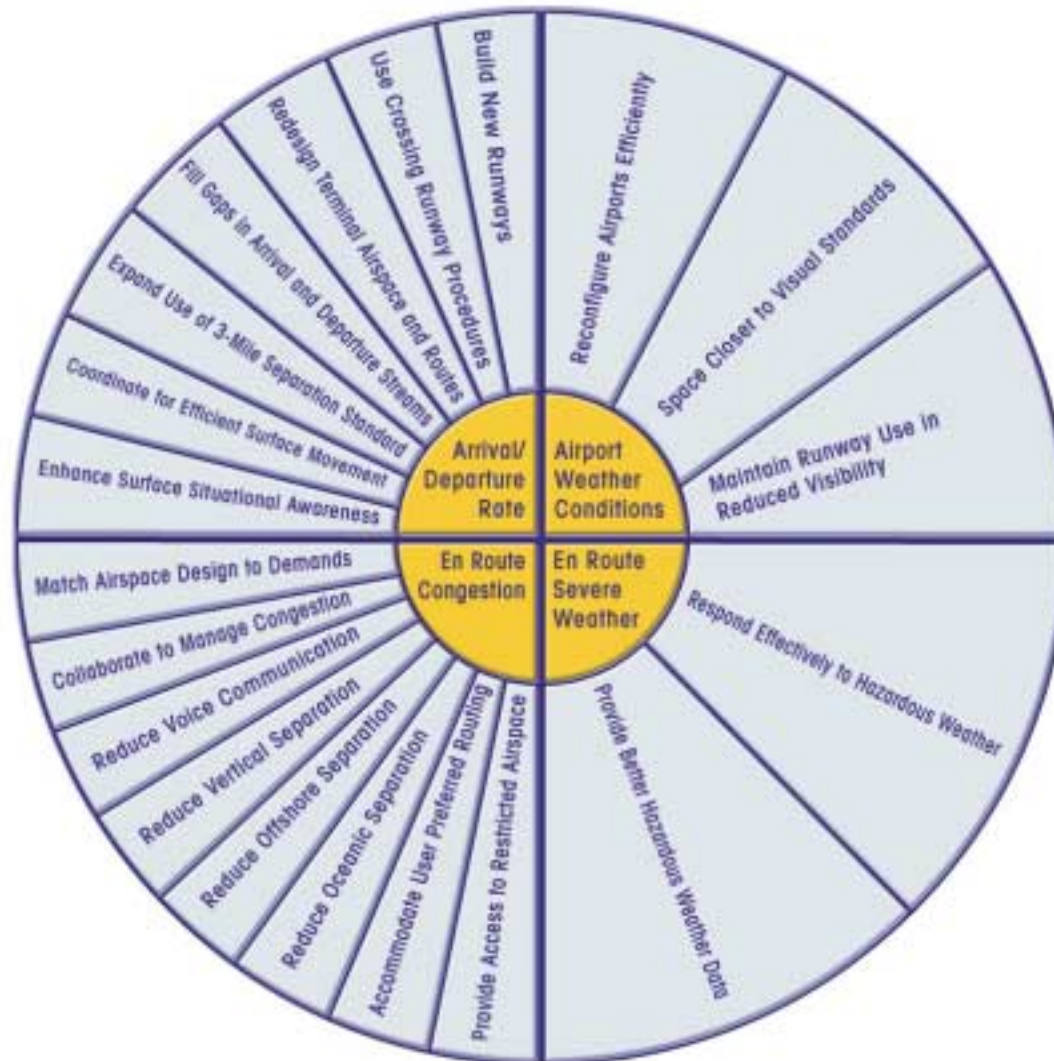 Build New Runways
Use Crossing Runway Procedures
Redesign Terminal Airspace and Routes
Fill Gaps in Arrival and Departure Streams
Expand Use of 3-Mile Separation Standard
Coordinate for Efficient Surface Movement
Enhance Surface Situational Awareness
Arrival/
Departure
Rate
Reconfigure Airports Efficiently
Space Closer to Visual Standards
Maintain Runway Use in
Reduced Visibility
Airport
Weather
Conditions
En Route
Congestion
Match Airspace Design to Demands
Collaborate to Manage Congestion
Reduce Voice Communication
Reduce Vertical Separation
Reduce Offshore Separation
Reduce Oceanic Separation
Accommodate User Preferred Routing
Provide Access to Restricted Airspace
En Route
Severe
Weather
Respond Effectively to Hazardous Weather
Provide Better Hazardous Weather Data